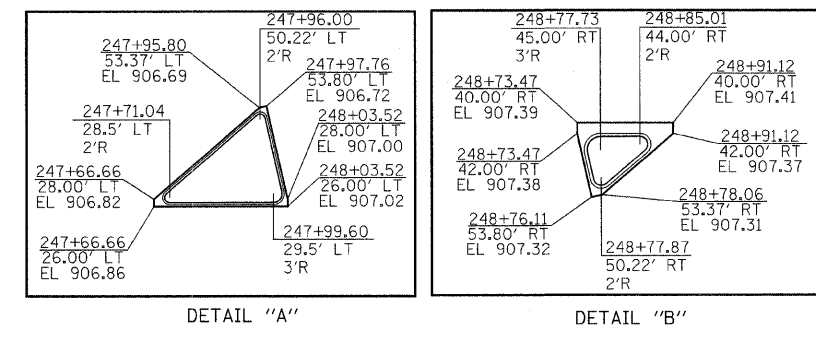 247+96.00
50.22' LT
2'R
247+95.80
53.37' LT
EL 906.69
247+97.76
53.80' LT
EL 906.72
247+71.04
28.5' LT
2'R
248+03.52
28.00' LT
EL 907.00
247+66.66
28.00' LT
EL 906.82
248+03.52
26.00' LT
EL 907.02
247+66.66
26.00' LT
EL 906.86
247+99.60
29.5' LT
3'R
DETAIL "A"
248+77.73
45.00' RT
3'R
248+85.01
44.00' RT
2'R
248+73.47
40.00' RT
EL 907.39
248+91.12
40.00' RT
EL 907.41
248+73.47
42.00' RT
EL 907.38
248+91.12
42.00' RT
EL 907.37
248+76.11
53.80' RT
EL 907.32
248+78.06
53.37' RT
EL 907.31
248+77.87
50.22' RT
2'R
DETAIL "B"